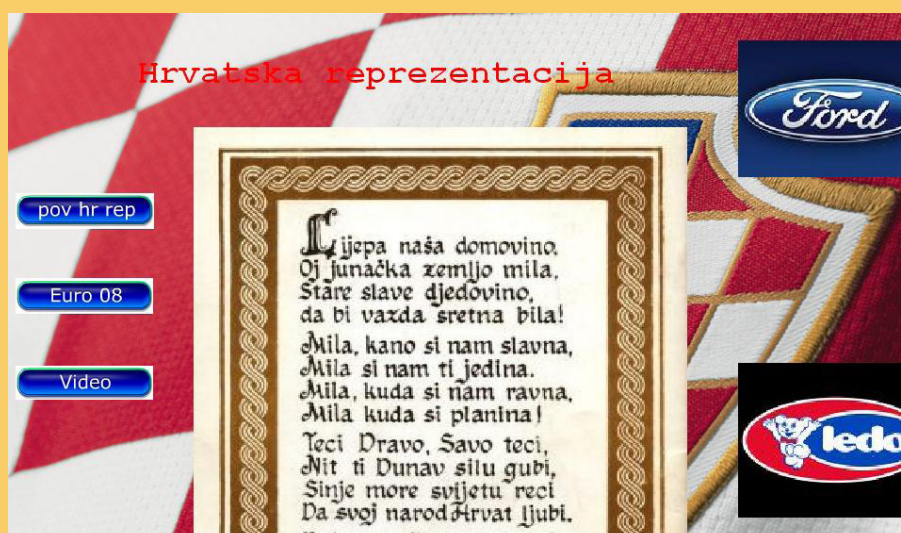 Hrvatska reprezentacija
Ford
pov hr rep
Euro 08
Video
Lijepa naša domovino,
Oj junačka zemljo mila,
Stare slave djedovino,
da bi vazda sretna bila!
Mila, kano si nam slavna,
Mila si nam ti jedina.
Mila, kuda si nam ravna,
Mila kuda si planina!
Teci Dravo, Savo teci,
Nit ti Dunav silu gubi,
Sinje more svijetu reci
Da svoj narod Hrvat ljubi.
ledo